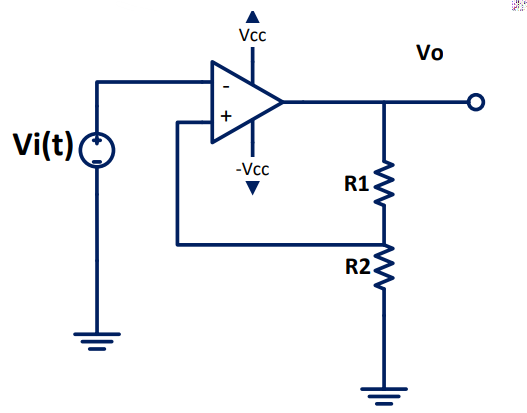 Vcc
Vo
-
+
Vi(t)
+
-
-Vcc
R1
R2